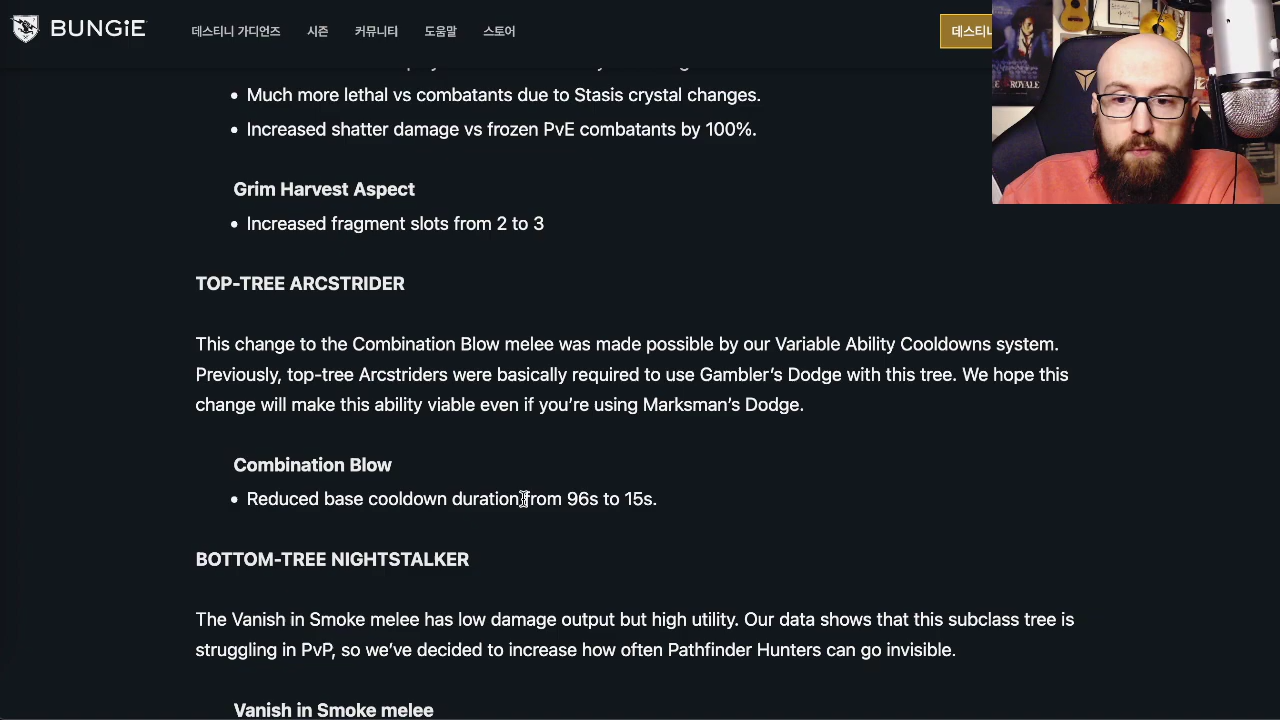 BUNGiE
데스티니 가디언즈
시즌
커뮤니티
도움말
스토어
데스티니
• Much more lethal vs combatants due to Stasis crystal changes.
• Increased shatter damage vs frozen PvE combatants by 100%.
Grim Harvest Aspect
• Increased fragment slots from 2 to 3
TOP-TREE ARCSTRIDER
This change to the Combination Blow melee was made possible by our Variable Ability Cooldowns system.
Previously, top-tree Arcstriders were basically required to use Gambler’s Dodge with this tree. We hope this
change will make this ability viable even if you’re using Marksman’s Dodge.
Combination Blow
• Reduced base cooldown duration from 96s to 15s.
BOTTOM-TREE NIGHTSTALKER
The Vanish in Smoke melee has low damage output but high utility. Our data shows that this subclass tree is
struggling in PvP, so we’ve decided to increase how often Pathfinder Hunters can go invisible.
Vanish in Smoke melee